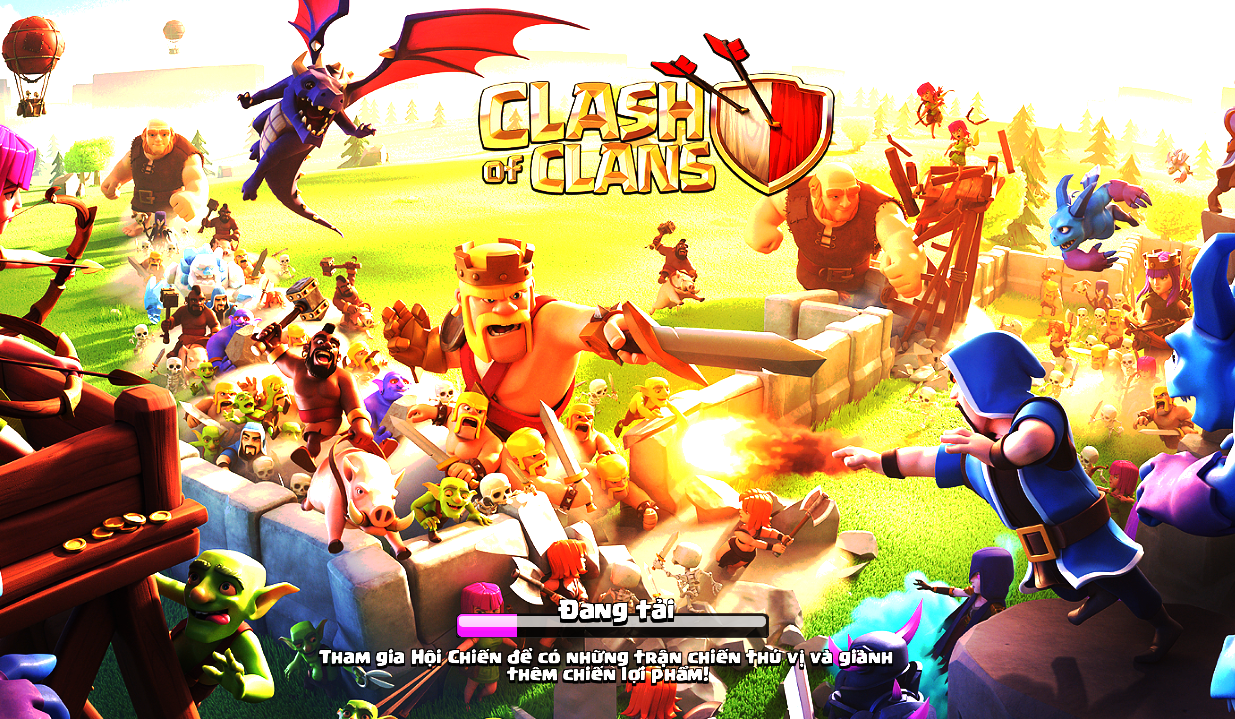 CLASH
OF CLANS
Đang tải
Tham gia Hội Chiến để có những trận chiến thú vị và giành
thêm chiến lợi phẩm!